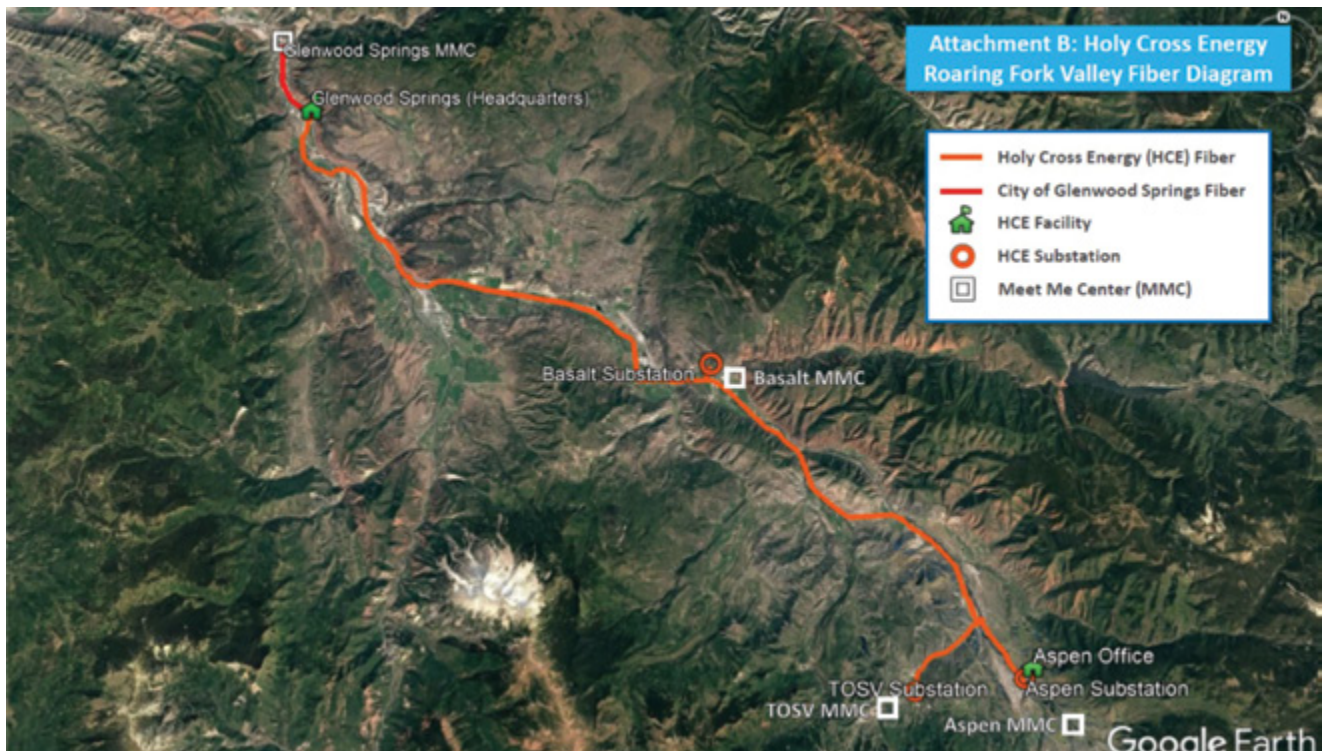 Glenwood Springs MMC
N
Attachment B: Holy Cross Energy
Roaring Fork Valley Fiber Diagram
Glenwood Springs (Headquarters)
Holy Cross Energy (HCE) Fiber
City of Glenwood Springs Fiber
HCE Facility
HCE Substation
Meet Me Center (MMC)
Basalt Substation
Basalt MMC
Aspen Office
TOSV Substation
Aspen Substation
TOSV MMC
Aspen MMC
Google Earth